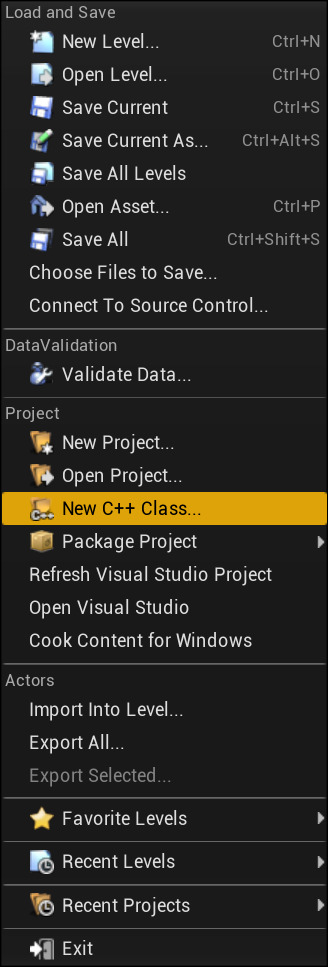 Load and Save
New Level... Ctrl+N
Open Level... Ctrl+O
Save Current Ctrl+S
Save Current As... Ctrl+Alt+S
Save All Levels
Open Asset... Ctrl+P
Save All Ctrl+Shift+S
Choose Files to Save...
Connect To Source Control...
DataValidation
Validate Data...
Project
New Project...
Open Project...
C++ New C++ Class...
Package Project
Refresh Visual Studio Project
Open Visual Studio
Cook Content for Windows
Actors
Import Into Level...
Export All...
Export Selected...
Favorite Levels
Recent Levels
Recent Projects
Exit